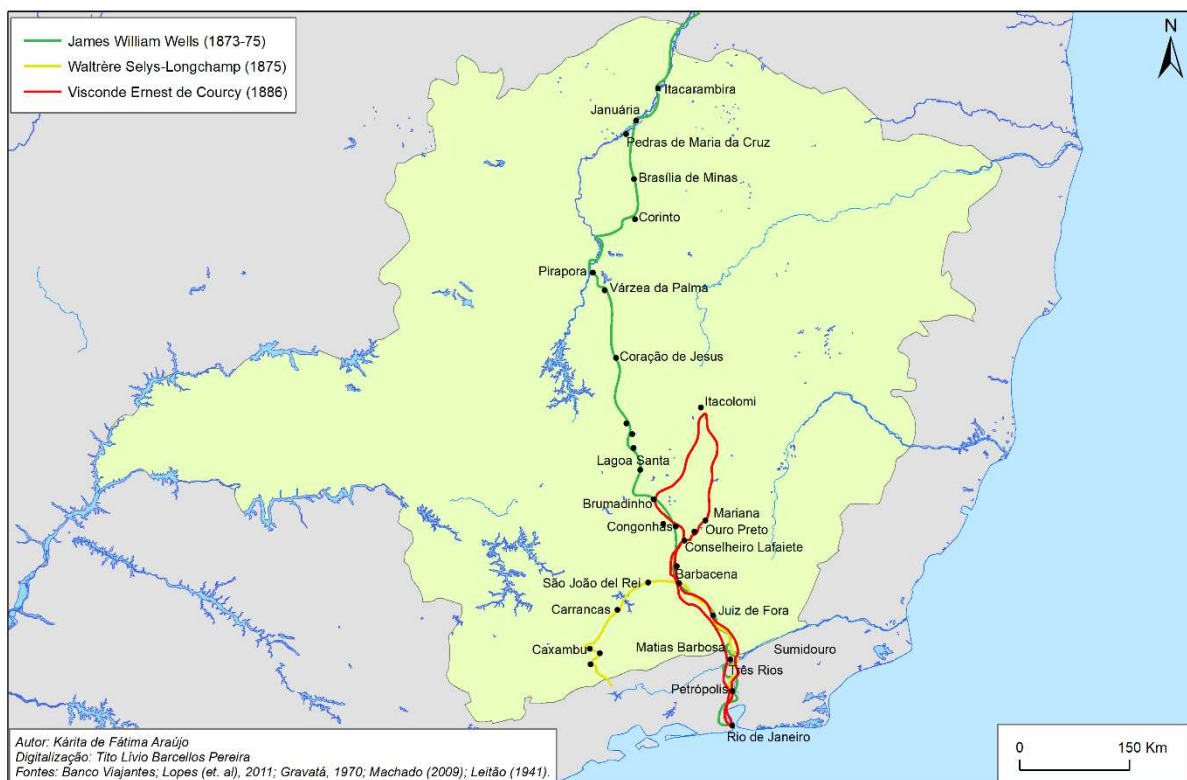 James William Wells (1873-75)
Waltrère Selys-Longchamp (1875)
Visconde Ernest de Courcy (1886)
N
Itacarambira
Januária
Pedras de Maria da Cruz
Brasília de Minas
Corinto
Pirapora
Várzea da Palma
Coração de Jesus
Itacolomi
Lagoa Santa
Brumadinho
Mariana
Congonhas
Ouro Preto
Conselheiro Lafaiete
Barbacena
São João del Rei
Carrancas
Juiz de Fora
Caxambu
Matias Barbosa
Sumidouro
Três Rios
Petrópolis
Rio de Janeiro
Autor: Kárita de Fátima Araújo
Digitalização: Tito Lívio Barcellos Pereira
Fontes: Banco Viajantes; Lopes (et. al), 2011; Gravatá, 1970; Machado (2009); Leitão (1941).
0 150 Km